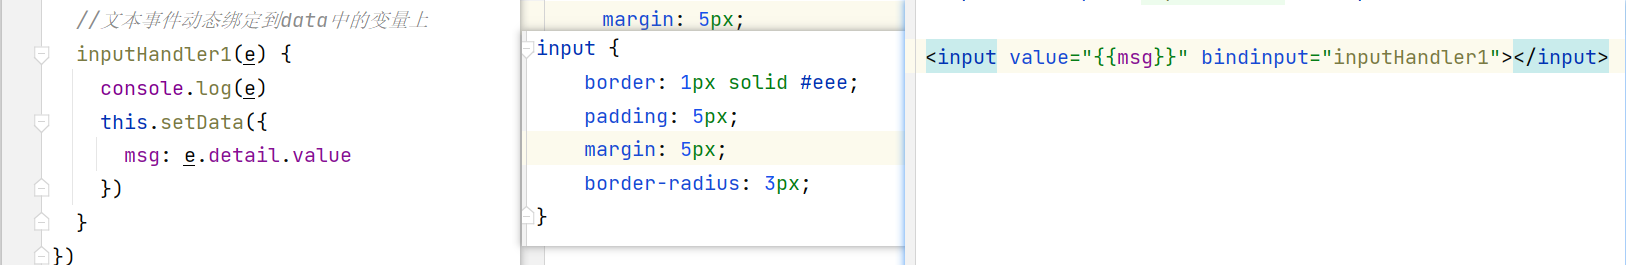 //文本事件动态绑定到data中的变量上
inputHandler1(e) {
console.log(e)
this.setData({
msg: e.detail.value
})
}
})
margin: 5px;
input {
border: 1px solid #eee;
padding: 5px;
margin: 5px;
border-radius: 3px;
}
<input value="{{msg}}" bindinput="inputHandler1"></input>